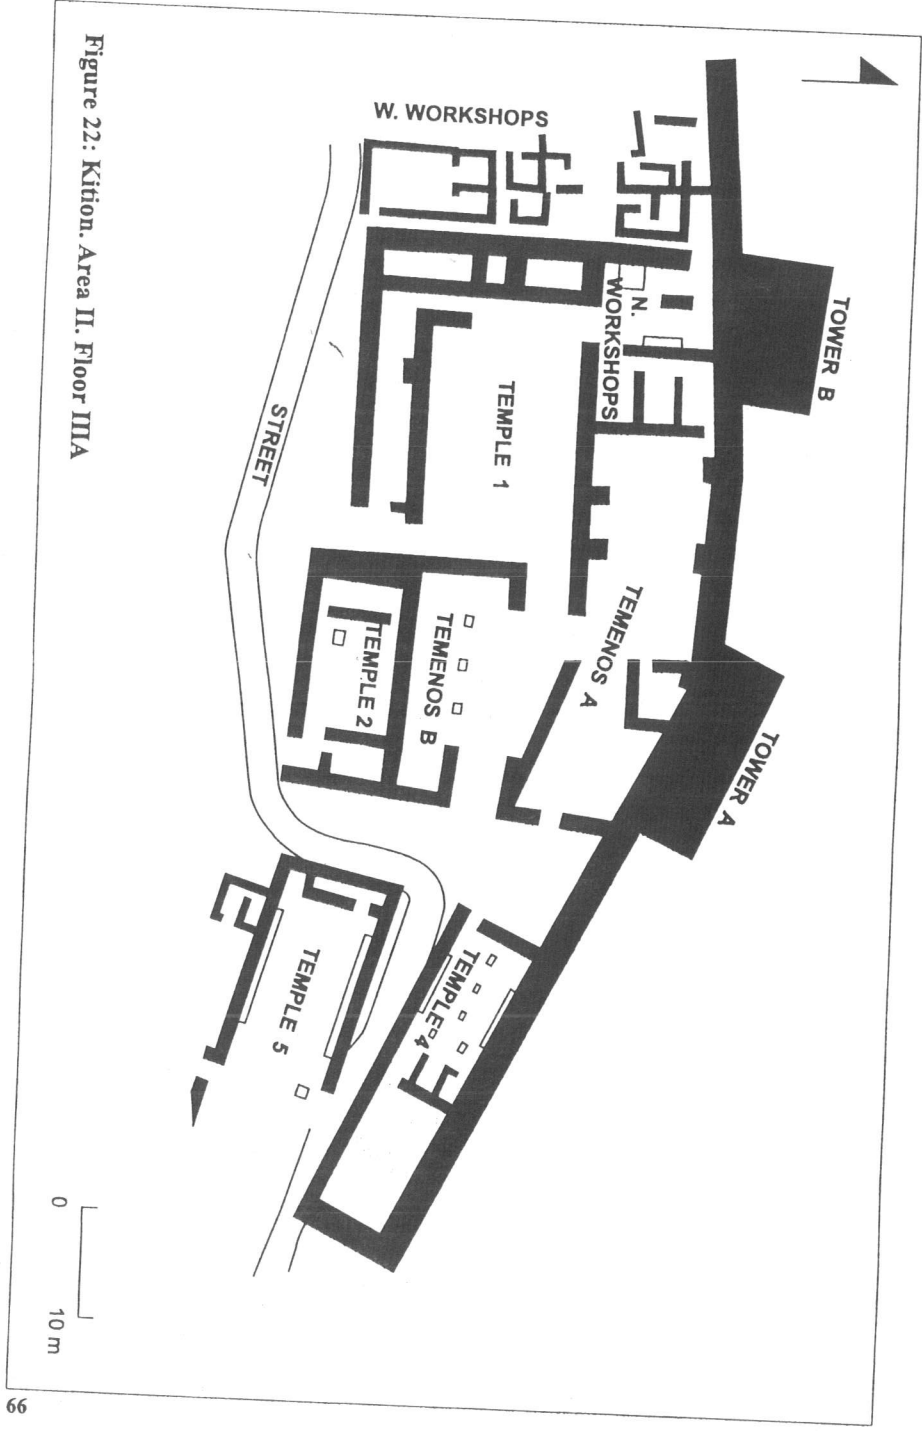 W. WORKSHOPS
N.
WORKSHOPS
TOWER B
TEMPLE 1
STREET
TEMENOS A
TEMENOS B
TEMPLE 2
TOWER A
TEMPLE 4
TEMPLE 5
0 10 m
Figure 22: Kition. Area II. Floor IIIA
66